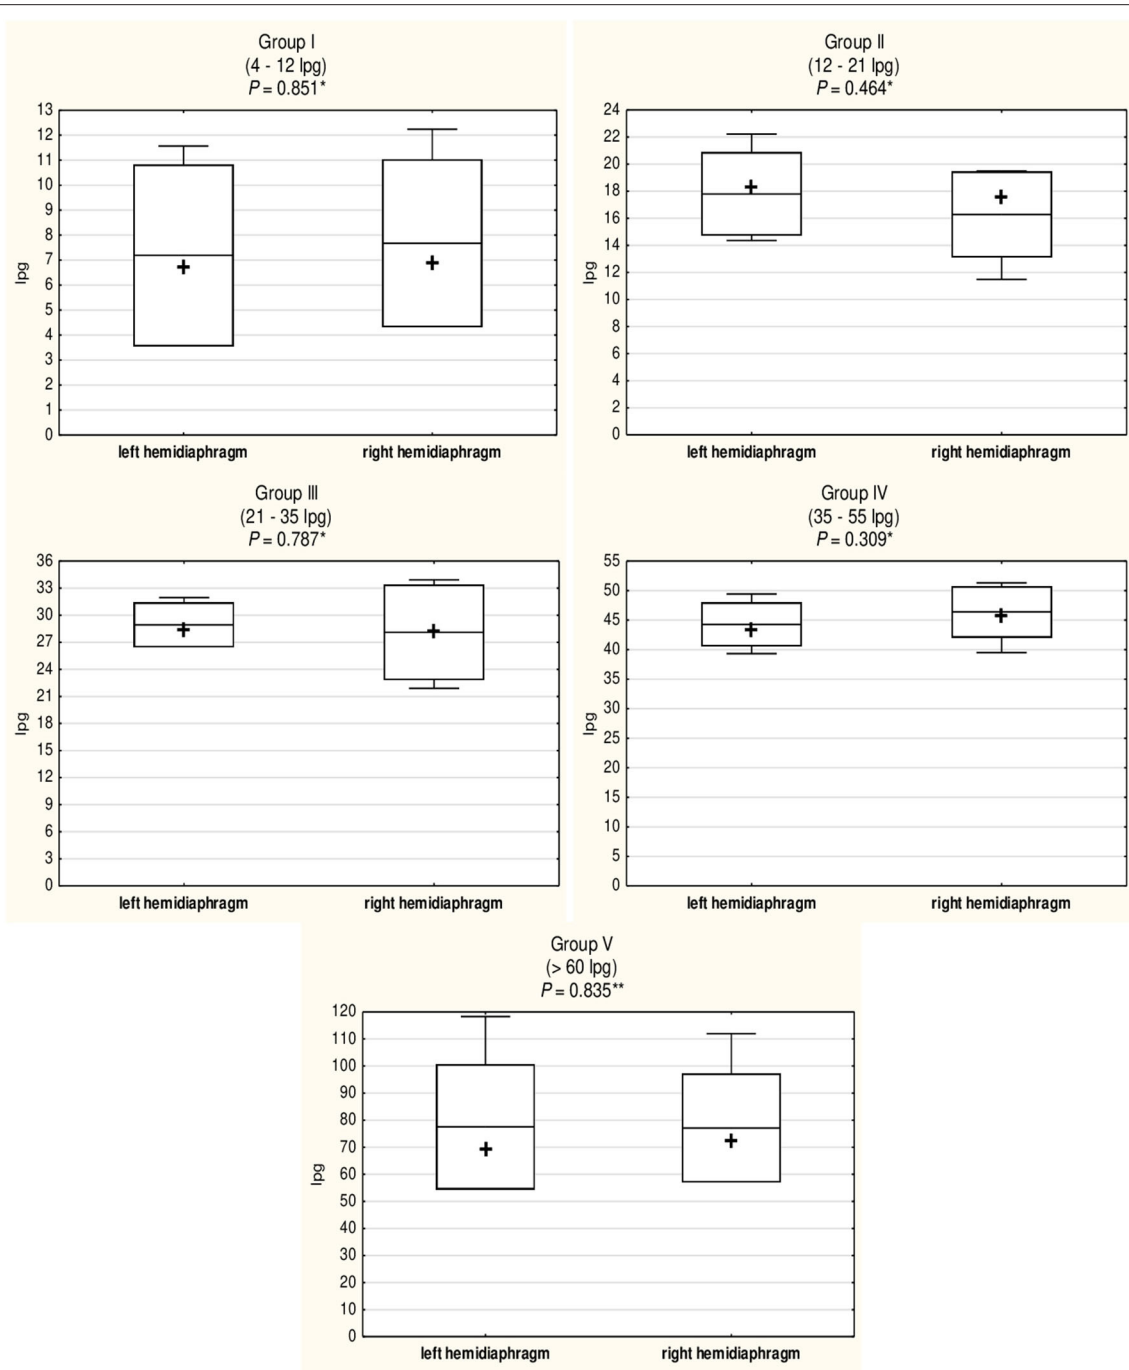 Group I
(4 - 12 lpg)
P = 0.851*
13
12
11
10
9
8
7
6
5
4
3
2
1
0
lpg
left hemidiaphragm right hemidiaphragm
Group II
(12 - 21 lpg)
P = 0.464*
24
22
20
18
16
14
12
10
8
6
4
2
0
lpg
left hemidiaphragm right hemidiaphragm
Group III
(21 - 35 lpg)
P = 0.787*
36
33
30
27
24
21
18
15
12
9
6
3
0
lpg
left hemidiaphragm right hemidiaphragm
Group IV
(35 - 55 lpg)
P = 0.309*
55
50
45
40
35
30
25
20
15
10
5
0
lpg
left hemidiaphragm right hemidiaphragm
Group V
(> 60 lpg)
P = 0.835**
120
110
100
90
80
70
60
50
40
30
20
10
0
lpg
left hemidiaphragm right hemidiaphragm